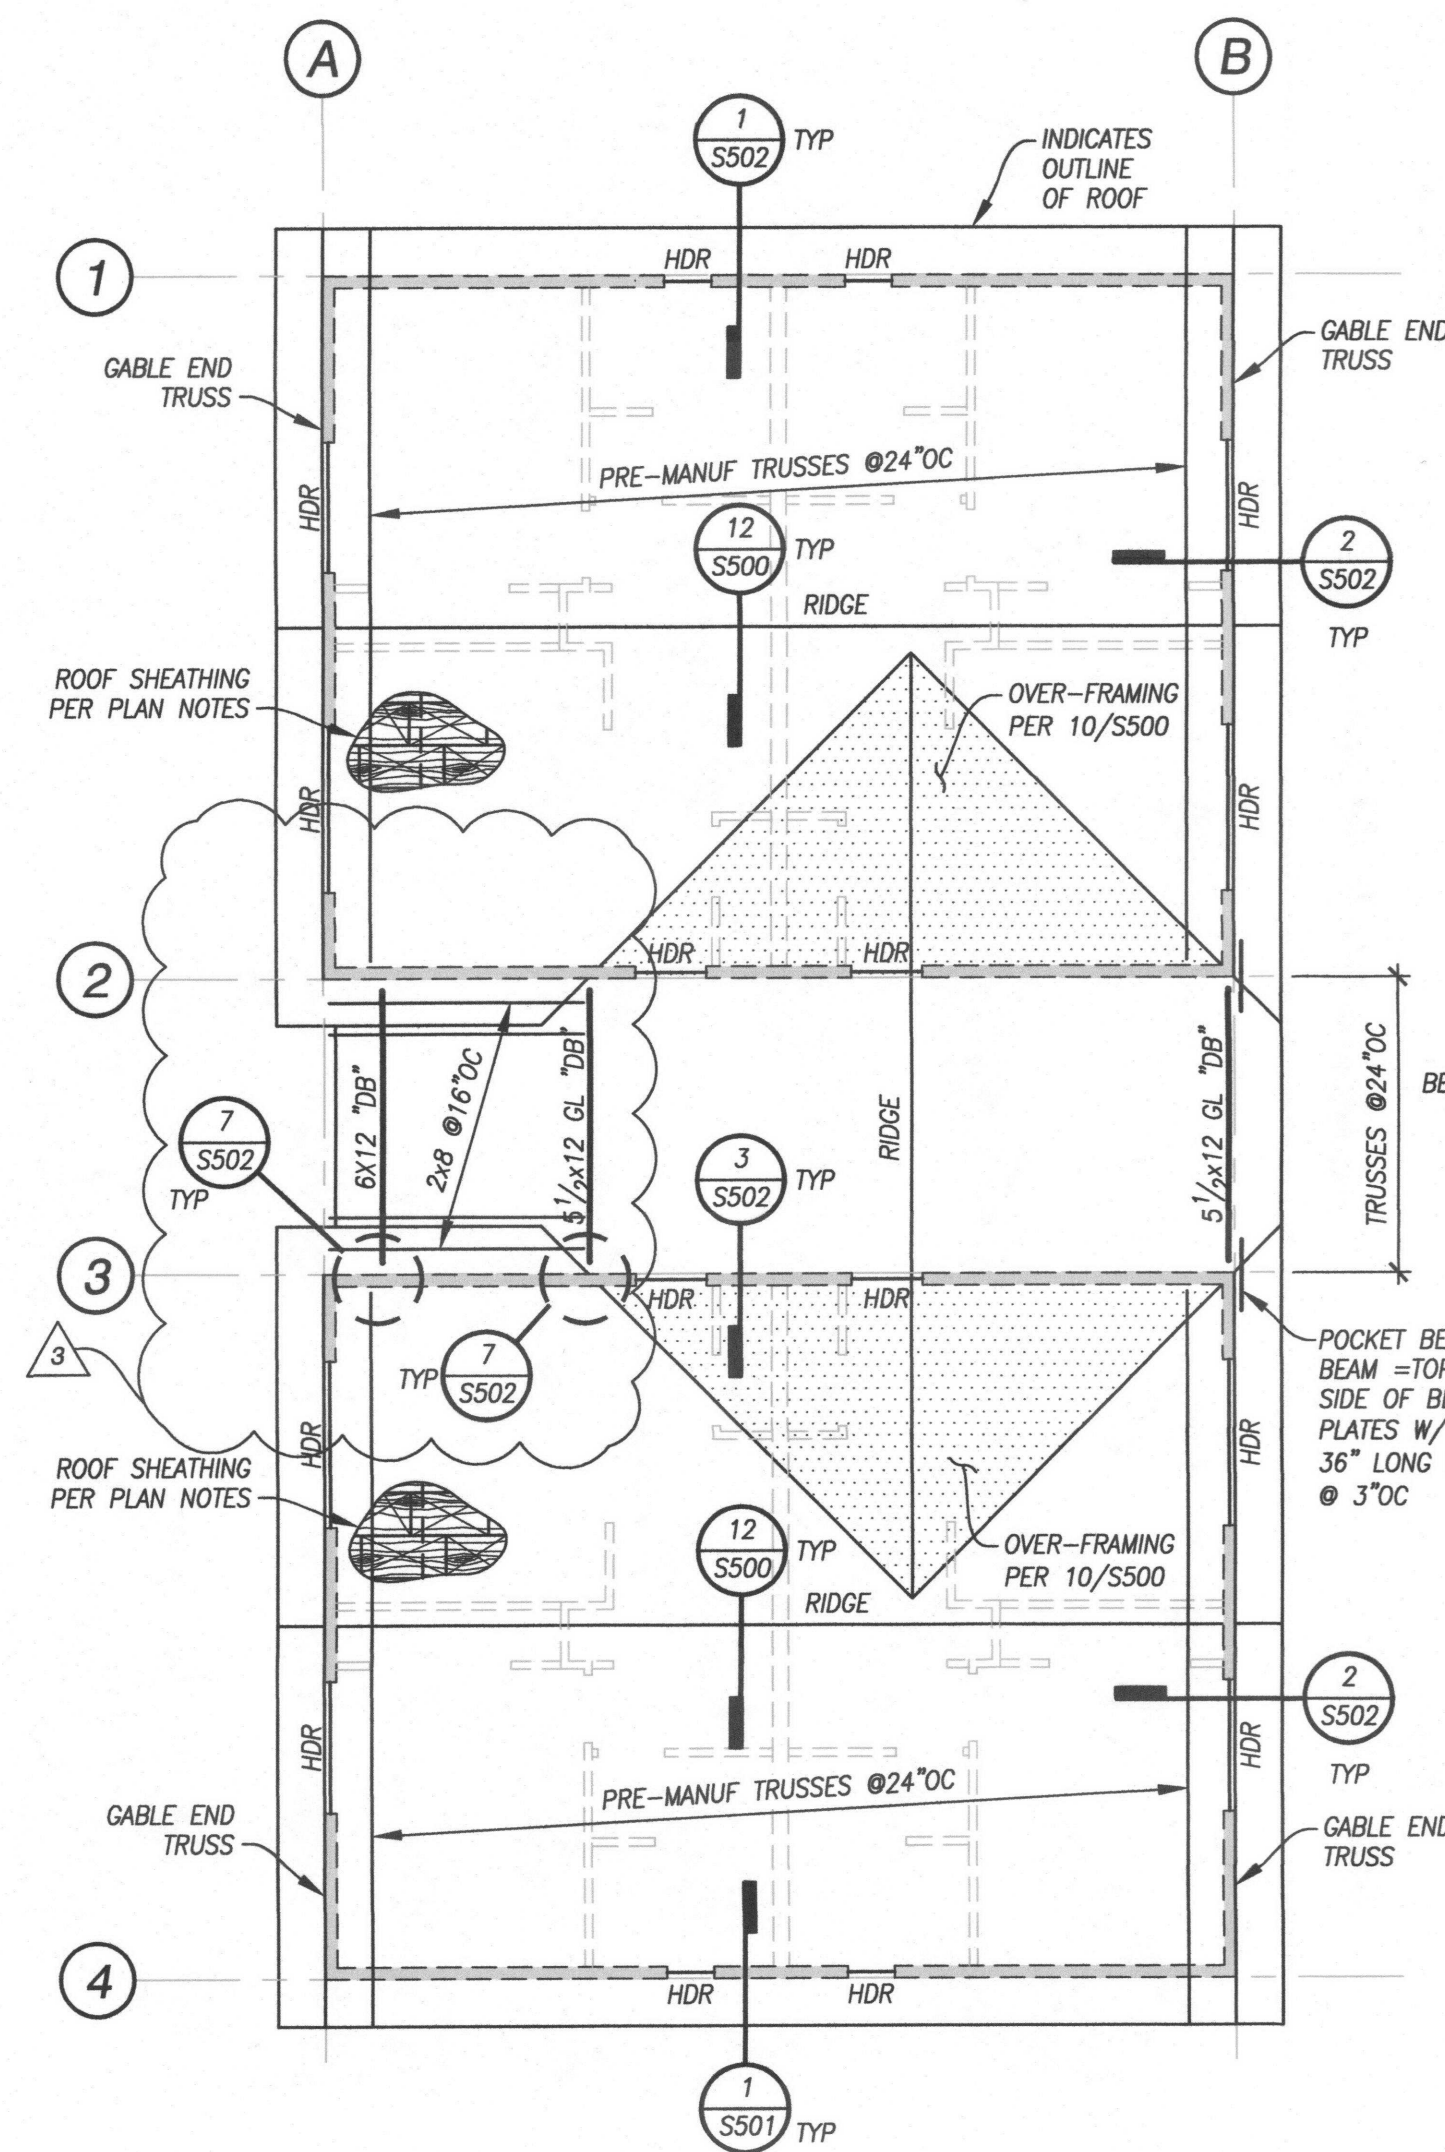 A
B
1
S502
TYP
INDICATES
OUTLINE
OF ROOF
1
HDR
HDR
GABLE END
TRUSS
GABLE END
TRUSS
PRE-MANUF TRUSSES @24"OC
HDR
HDR
12
S500
TYP
2
S502
TYP
RIDGE
ROOF SHEATHING
PER PLAN NOTES
OVER-FRAMING
PER 10/S500
HDR
HDR
2
HDR
HDR
6X12 "DB"
2x8 @16"OC
5 1/2x12 GL "DB"
RIDGE
5 1/2x12 GL "DB"
TRUSSES @24"OC
BE
7
S502
TYP
3
S502
TYP
3
HDR
HDR
3
7
S502
TYP
POCKET BE
BEAM =TOP
SIDE OF BE
PLATES W/
36" LONG
@ 3"OC
HDR
HDR
ROOF SHEATHING
PER PLAN NOTES
12
S500
TYP
OVER-FRAMING
PER 10/S500
RIDGE
2
S502
TYP
HDR
HDR
PRE-MANUF TRUSSES @24"OC
GABLE END
TRUSS
GABLE END
TRUSS
4
HDR
HDR
1
S501
TYP